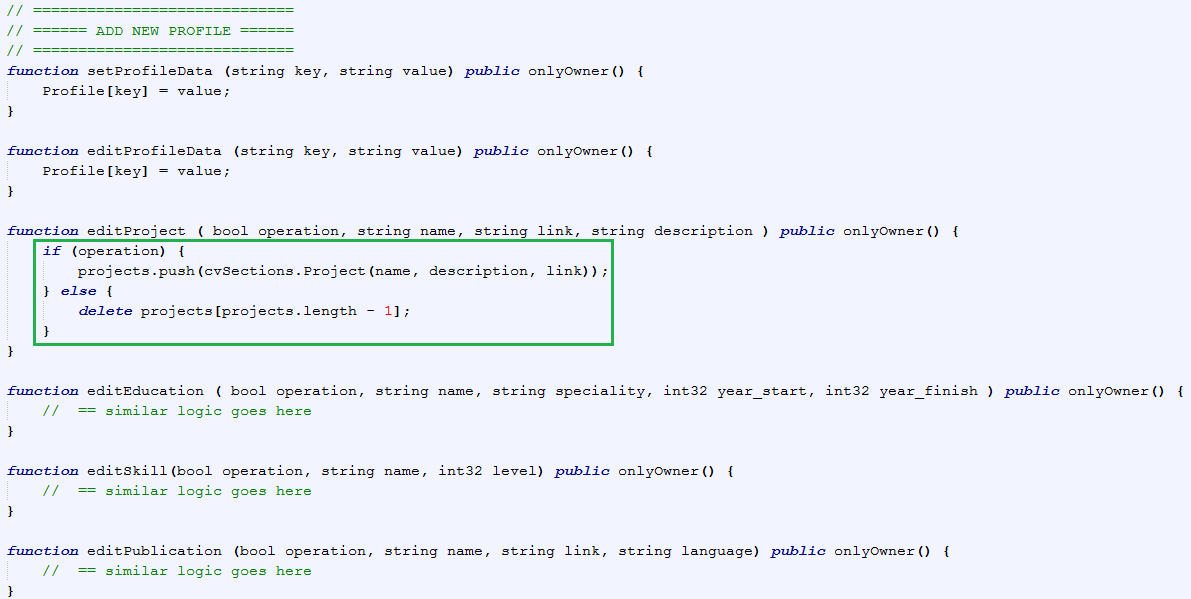 // =============================
// ====== ADD NEW PROFILE ======
// =============================
function setProfileData (string key, string value) public onlyOwner() {
    Profile[key] = value;
}

function editProfileData (string key, string value) public onlyOwner() {
    Profile[key] = value;
}

function editProject ( bool operation, string name, string link, string description ) public onlyOwner() {
    if (operation) {
        projects.push(cvSections.Project(name, description, link));
    } else {
        delete projects[projects.length - 1];
    }
}

function editEducation ( bool operation, string name, string speciality, int32 year_start, int32 year_finish ) public onlyOwner() {
    //  == similar logic goes here
}

function editSkill(bool operation, string name, int32 level) public onlyOwner() {
    //  == similar logic goes here
}

function editPublication (bool operation, string name, string link, string language) public onlyOwner() {
    //  == similar logic goes here
}